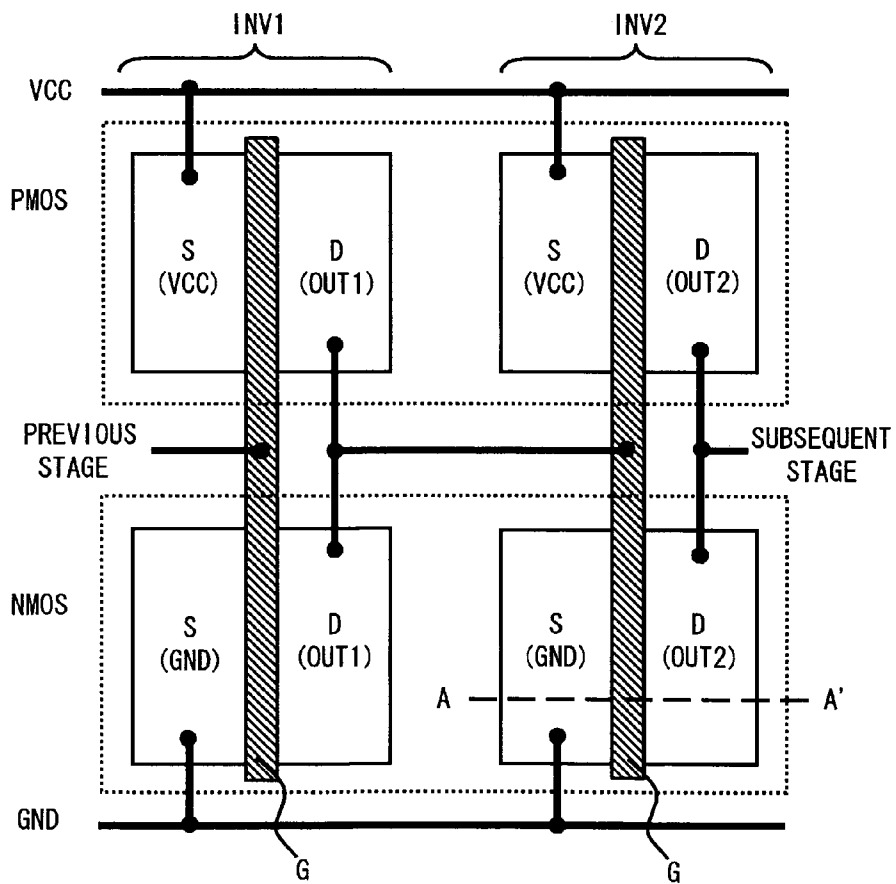 INV1 INV2
VCC
PMOS
S D S D
(VCC) (OUT1) (VCC) (OUT2)
PREVIOUS
STAGE
SUBSEQUENT
STAGE
NMOS
S D S D
(GND) (OUT1) (GND) (OUT2)
A A'
GND
G G